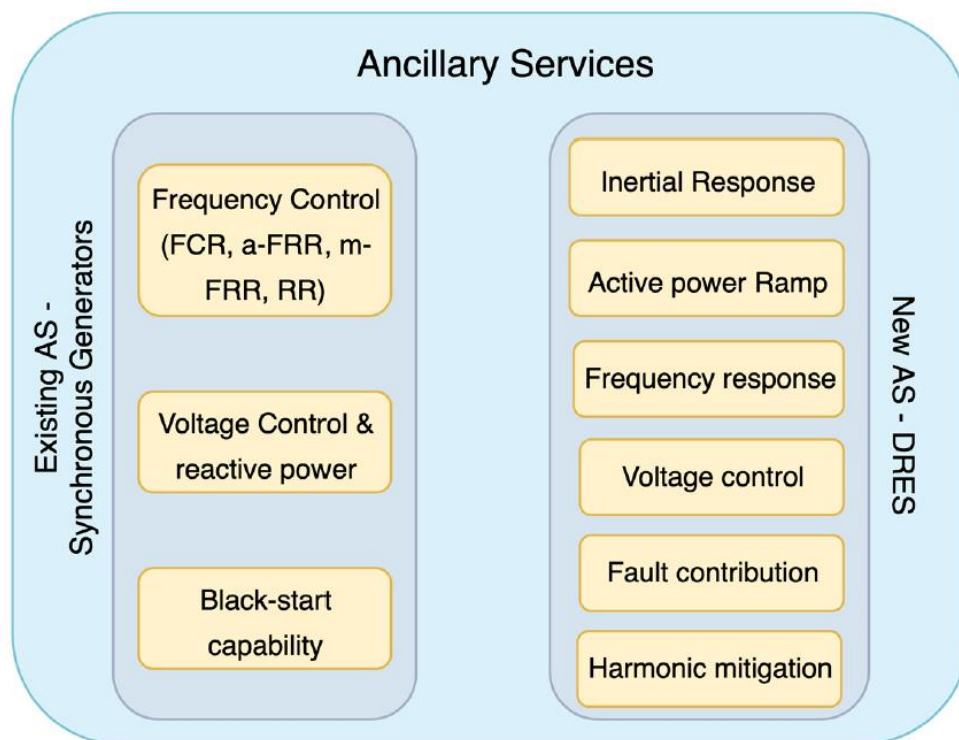 Ancillary Services
Existing AS -
Synchronous Generators
Frequency Control
(FCR, a-FRR, m-
FRR, RR)
Voltage Control &
reactive power
Black-start
capability
Inertial Response
Active power Ramp
Frequency response
Voltage control
Fault contribution
Harmonic mitigation
New AS - DRES